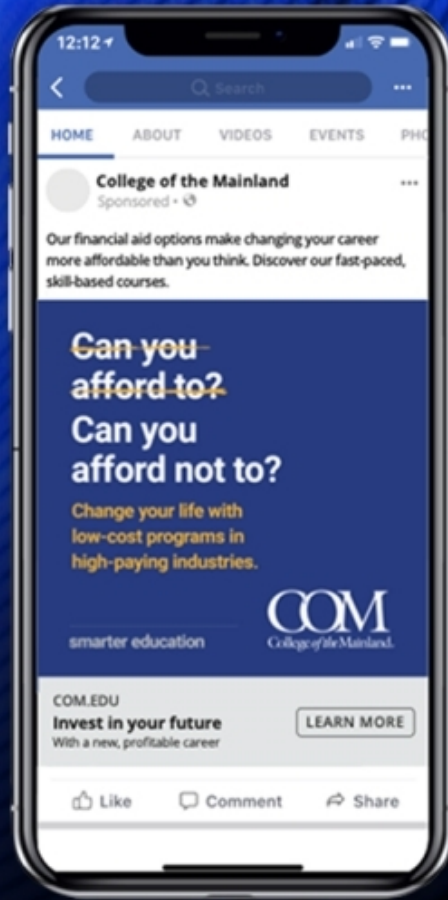 12:12
Search
HOME ABOUT VIDEOS EVENTS PHO
College of the Mainland
Sponsored •
Our financial aid options make changing your career
more affordable than you think. Discover our fast-paced,
skill-based courses.
Can you
afford to?
Can you
afford not to?
Change your life with
low-cost programs in
high-paying industries.
smarter education
COM
College of the Mainland.
COM.EDU
Invest in your future
With a new, profitable career
LEARN MORE
Like Comment Share